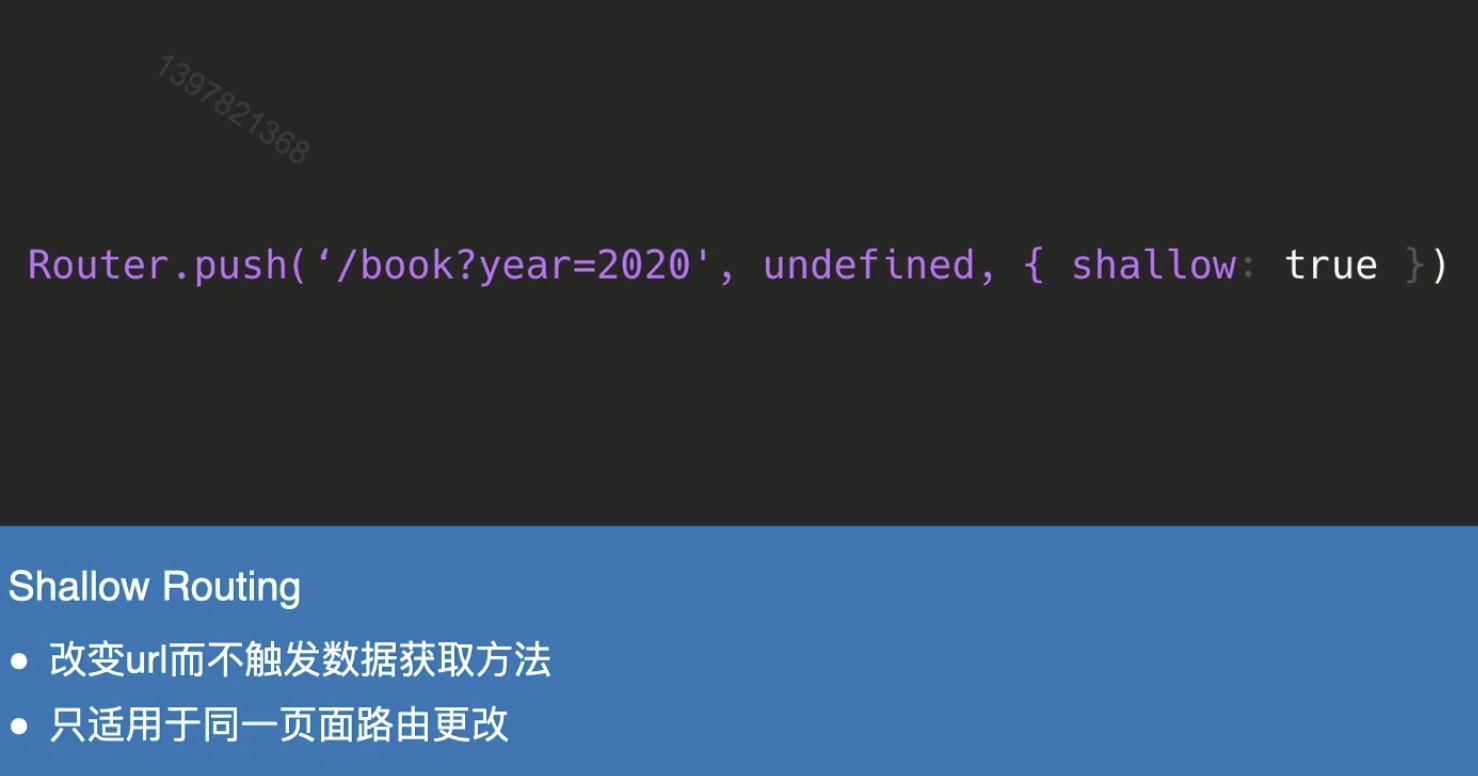 1397821368
Router.push(‘/book?year=2020', undefined, { shallow: true })
Shallow Routing
● 改变url而不触发数据获取方法
● 只适用于同一页面路由更改